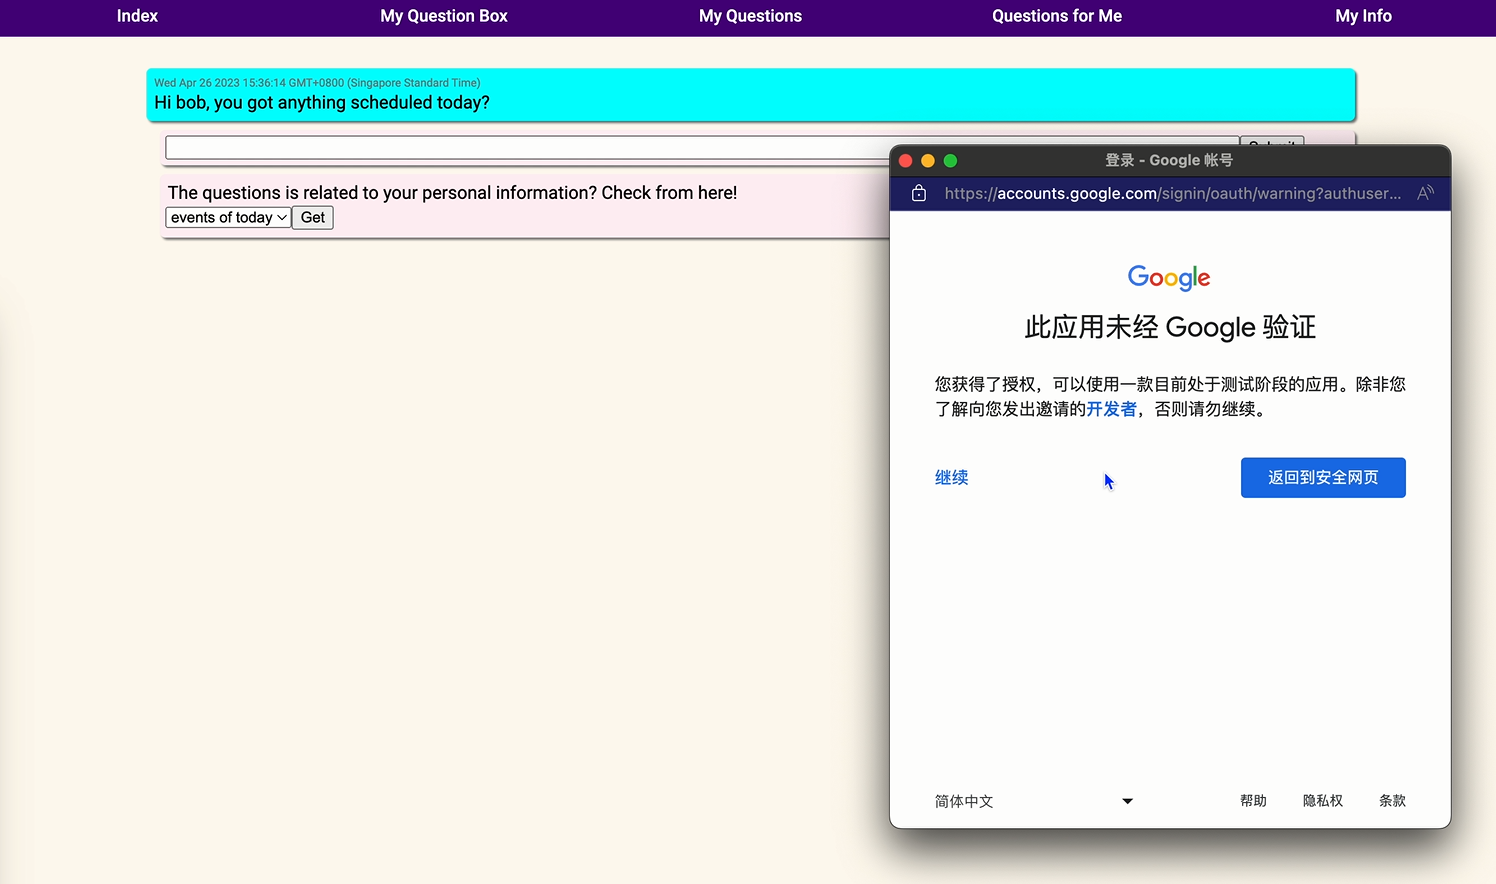 Index
My Question Box
My Questions
Questions for Me
My Info
Wed Apr 26 2023 15:36:14 GMT+0800 (Singapore Standard Time)
Hi bob, you got anything scheduled today?
Submit
The questions is related to your personal information? Check from here!
events of today
Get
登录 - Google 帐号
https://accounts.google.com/signin/oauth/warning?authuser...
Google
此应用未经 Google 验证
您获得了授权，可以使用一款目前处于测试阶段的应用。除非您
了解向您发出邀请的开发者，否则请勿继续。
继续
返回到安全网页
简体中文
帮助
隐私权
条款